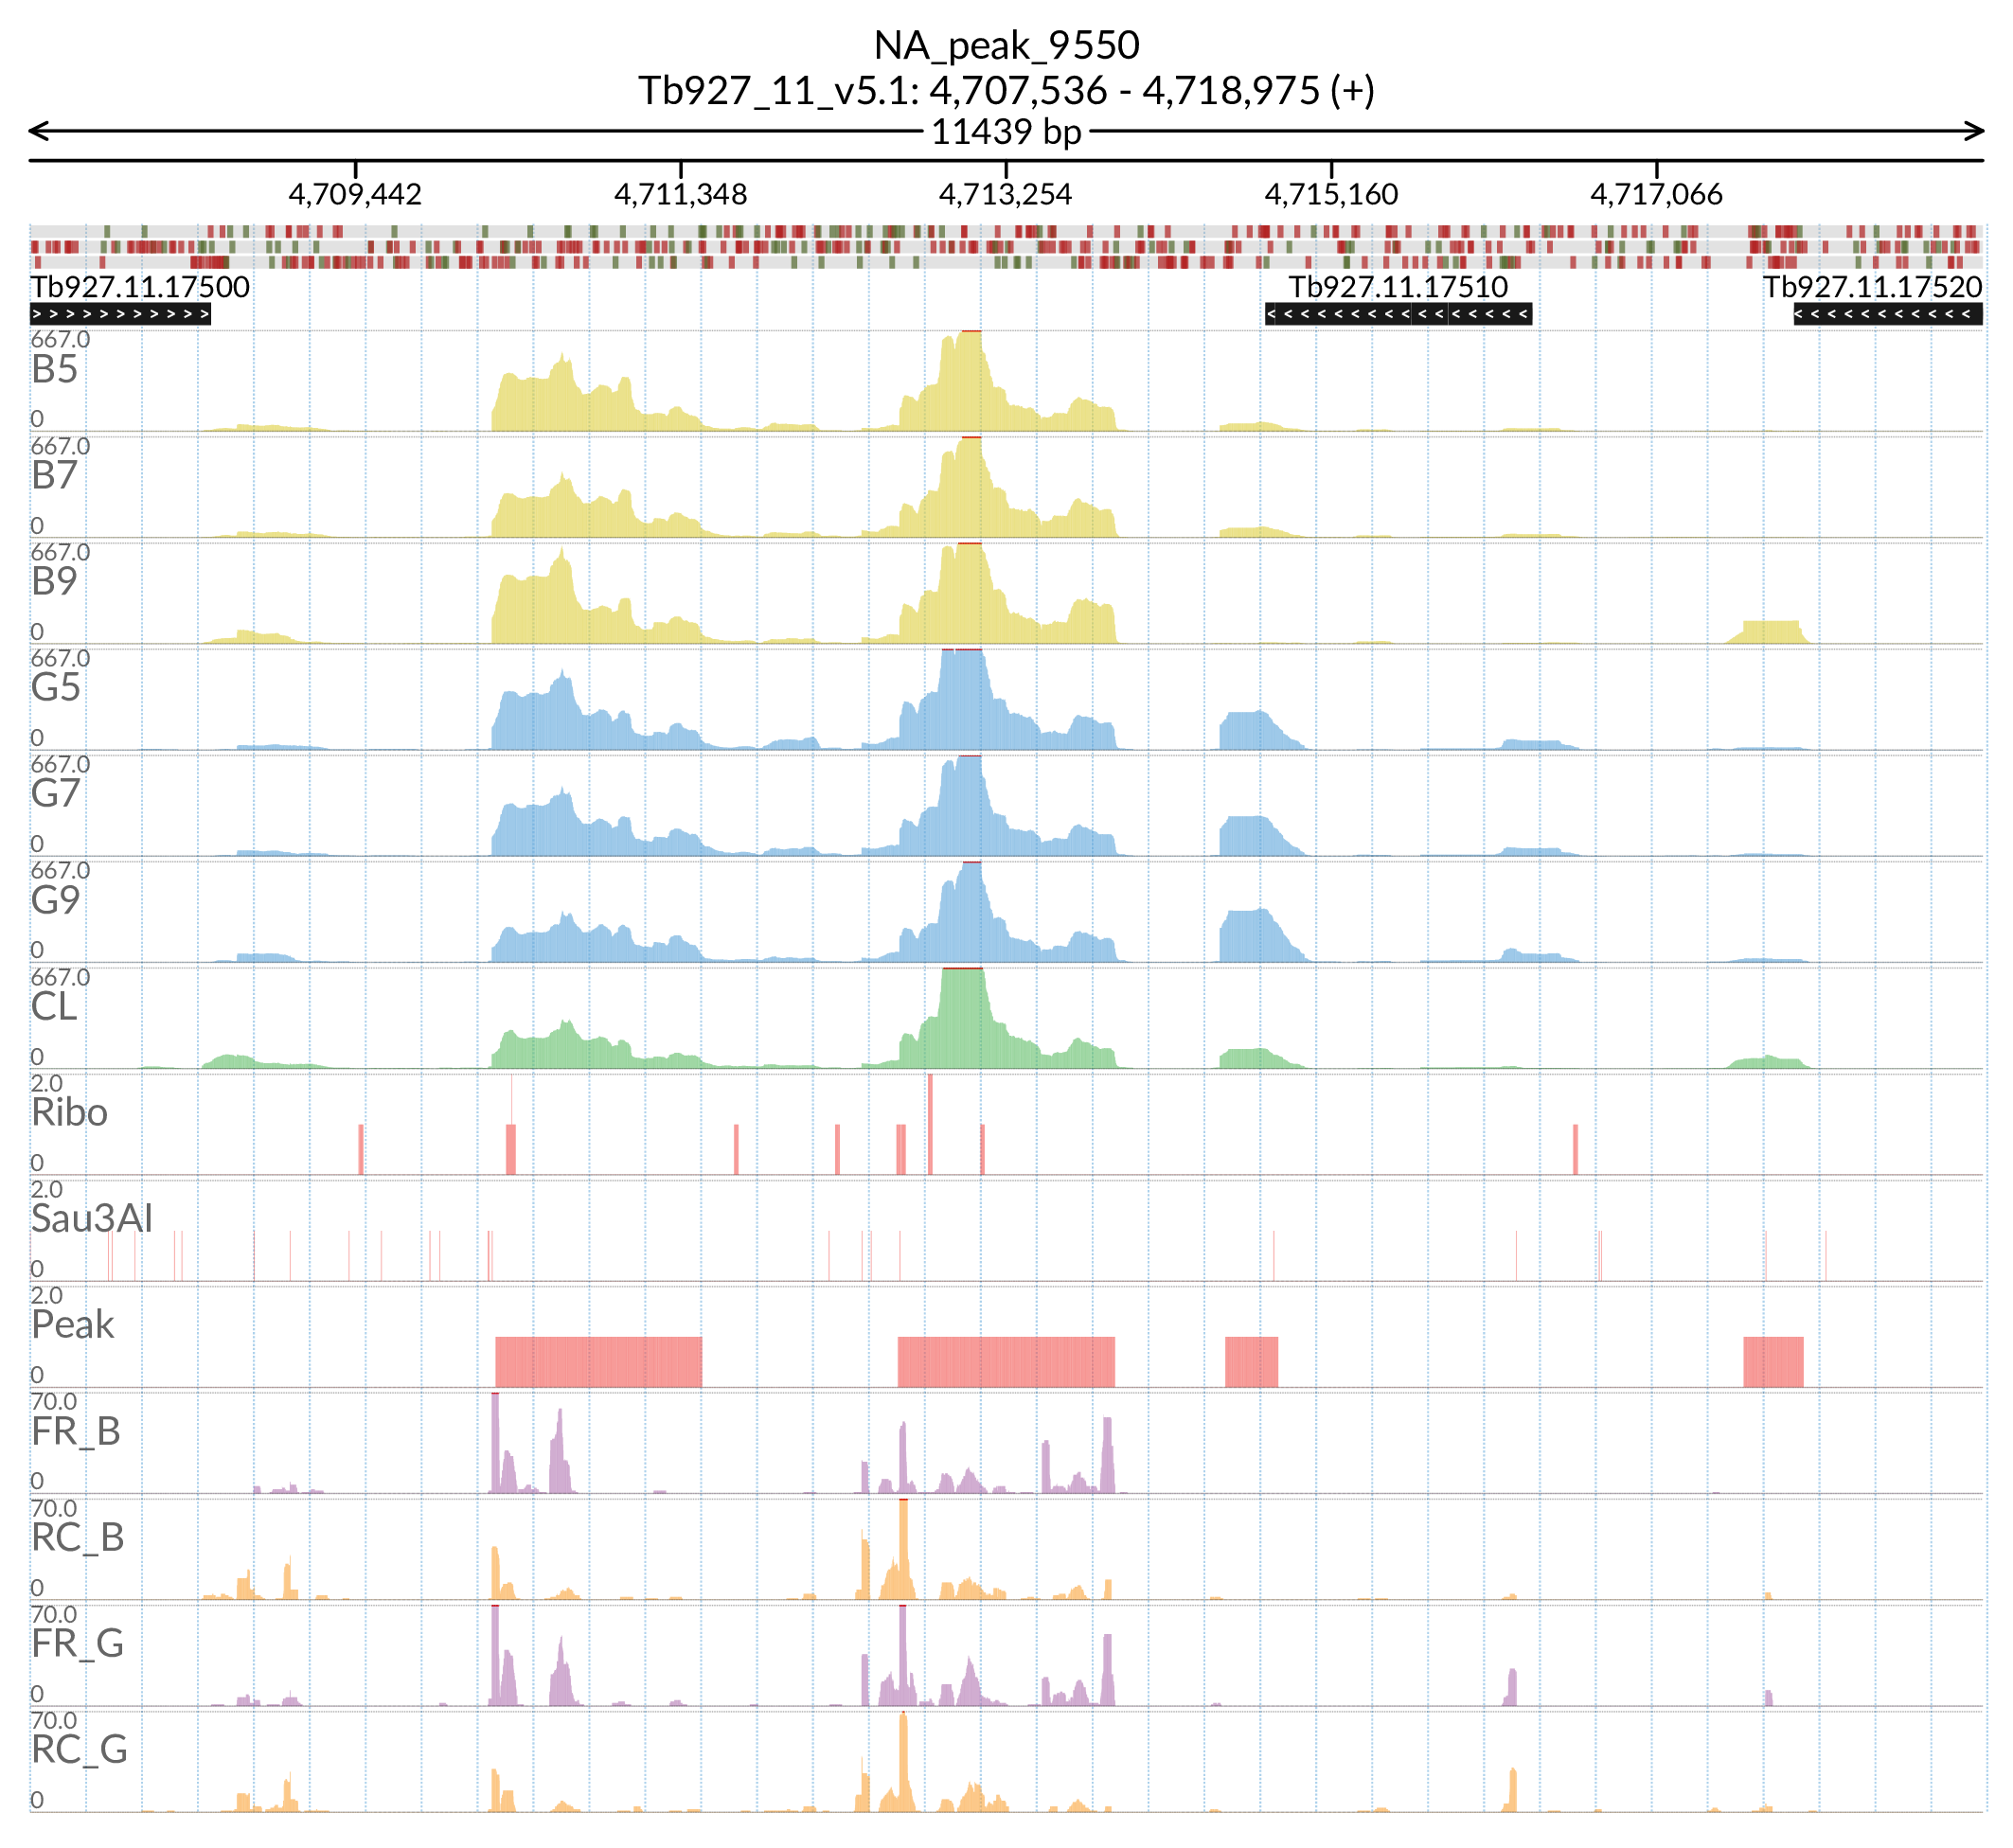 NA_peak_9550
Tb927_11_v5.1: 4,707,536 - 4,718,975 (+)
11439 bp
4,709,442 4,711,348 4,713,254 4,715,160 4,717,066
Tb927.11.17500 Tb927.11.17510 Tb927.11.17520
667.0
B5
0
667.0
B7
0
667.0
B9
0
667.0
G5
0
667.0
G7
0
667.0
G9
0
667.0
CL
0
2.0
Ribo
0
2.0
Sau3AI
0
2.0
Peak
0
70.0
FR_B
0
70.0
RC_B
0
70.0
FR_G
0
70.0
RC_G
0